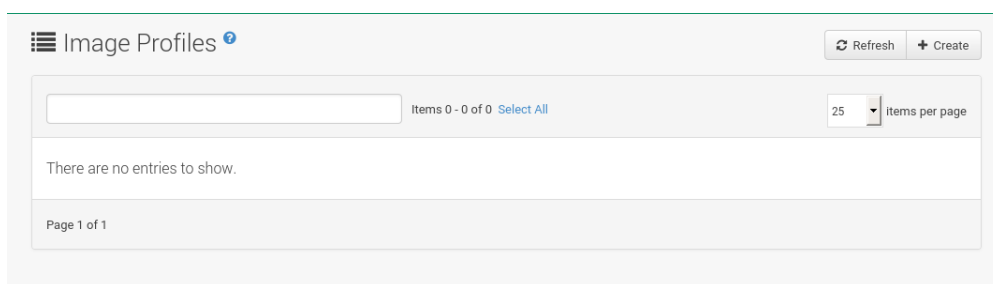 Image Profiles ?
Refresh + Create
Items 0 - 0 of 0 Select All 25 items per page
There are no entries to show.
Page 1 of 1